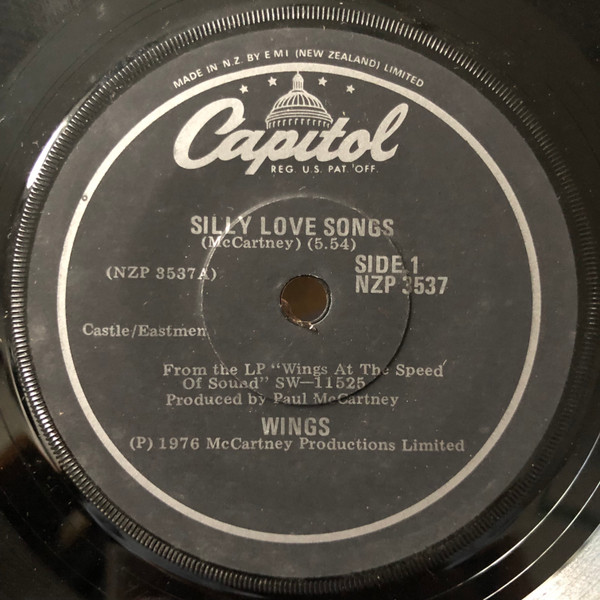 MADE IN N.Z. BY EMI (NEW ZEALAND) LIMITED
Capitol
REG. U.S. PAT. OFF.
SILLY LOVE SONGS
(McCartney) (5.54)
(NZP 3537A)
SIDE 1
NZP 3537
Castle/Eastmen
From the LP "Wings At The Speed
Of Sound" SW—11525
Produced by Paul McCartney
WINGS
(P) 1976 McCartney Productions Limited